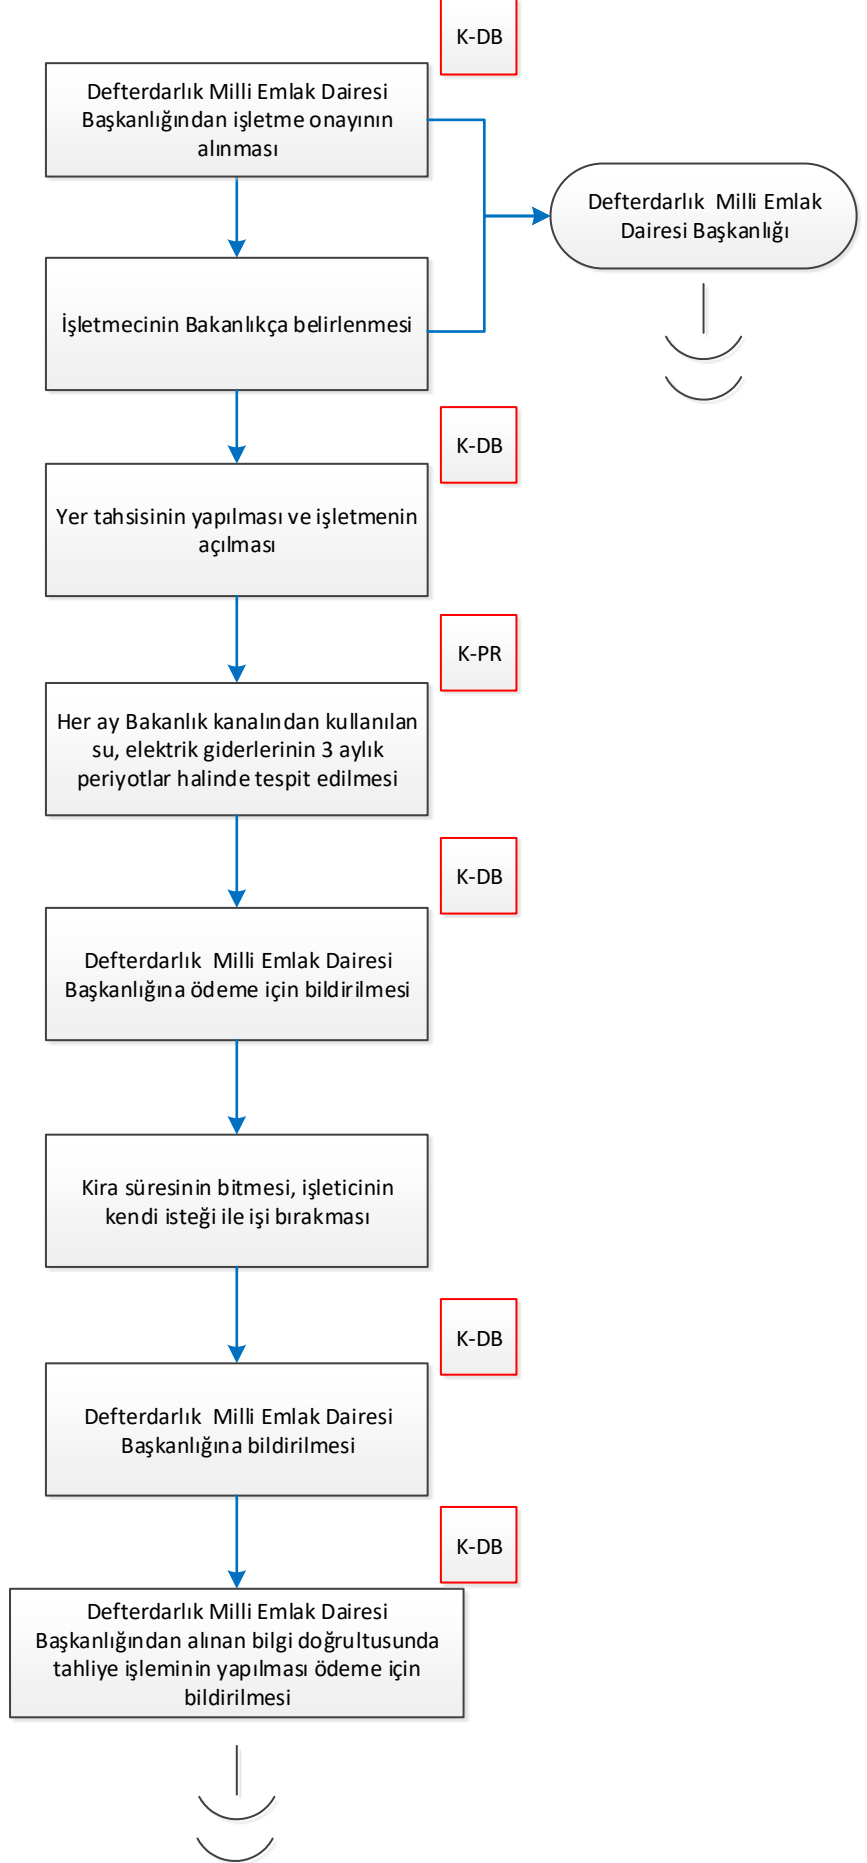 K-DB
Defterdarlık Milli Emlak Dairesi
Başkanlığından işletme onayının
alınması
Defterdarlık Milli Emlak
Dairesi Başkanlığı
İşletmecinin Bakanlıkça belirlenmesi
K-DB
Yer tahsisinin yapılması ve işletmenin
açılması
K-PR
Her ay Bakanlık kanalından kullanılan
su, elektrik giderlerinin 3 aylık
periyotlar halinde tespit edilmesi
K-DB
Defterdarlık Milli Emlak Dairesi
Başkanlığına ödeme için bildirilmesi
Kira süresinin bitmesi, işleticinin
kendi isteği ile işi bırakması
K-DB
Defterdarlık Milli Emlak Dairesi
Başkanlığına bildirilmesi
K-DB
Defterdarlık Milli Emlak Dairesi
Başkanlığından alınan bilgi doğrultusunda
tahliye işleminin yapılması ödeme için
bildirilmesi